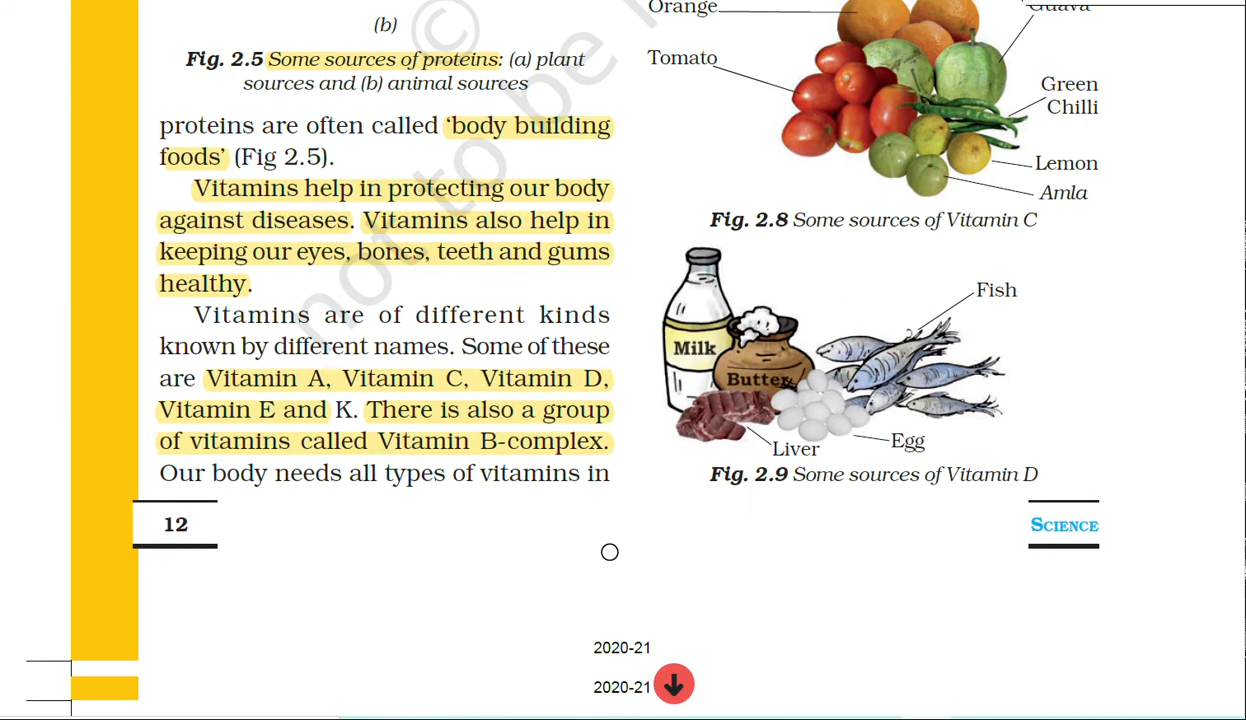 (b)
Fig. 2.5 Some sources of proteins: (a) plant
sources and (b) animal sources
proteins are often called ‘body building
foods’ (Fig 2.5).
Vitamins help in protecting our body
against diseases. Vitamins also help in
keeping our eyes, bones, teeth and gums
healthy.
Vitamins are of different kinds
known by different names. Some of these
are Vitamin A, Vitamin C, Vitamin D,
Vitamin E and K. There is also a group
of vitamins called Vitamin B-complex.
Our body needs all types of vitamins in
12
©
not to be
Orange
Guava
Tomato
Green
Chilli
Lemon
Amla
Fig. 2.8 Some sources of Vitamin C
Fish
Milk
Butter
Egg
Liver
Fig. 2.9 Some sources of Vitamin D
SCIENCE
2020-21
2020-21